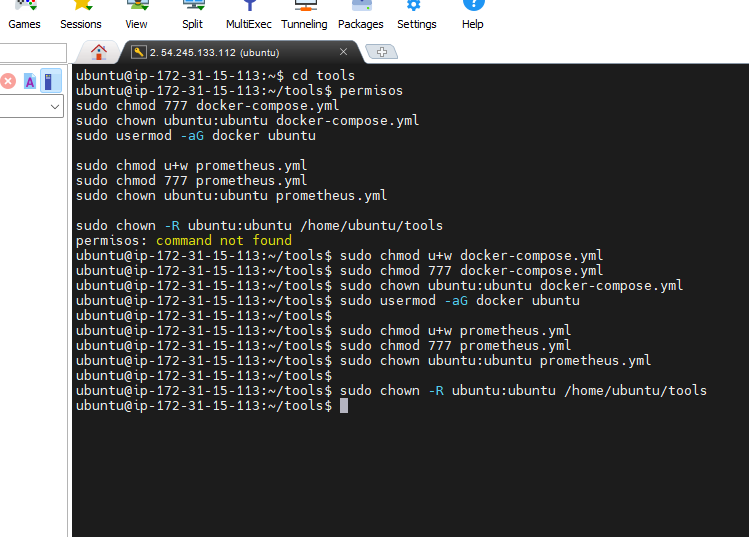 Games Sessions View Split MultiExec Tunneling Packages Settings Help
2. 54.245.133.112 (ubuntu)
ubuntu@ip-172-31-15-113:~$ cd tools
ubuntu@ip-172-31-15-113:~/tools$ permisos
sudo chmod 777 docker-compose.yml
sudo chown ubuntu:ubuntu docker-compose.yml
sudo usermod -aG docker ubuntu
sudo chmod u+w prometheus.yml
sudo chmod 777 prometheus.yml
sudo chown ubuntu:ubuntu prometheus.yml
sudo chown -R ubuntu:ubuntu /home/ubuntu/tools
permisos: command not found
ubuntu@ip-172-31-15-113:~/tools$ sudo chmod u+w docker-compose.yml
ubuntu@ip-172-31-15-113:~/tools$ sudo chmod 777 docker-compose.yml
ubuntu@ip-172-31-15-113:~/tools$ sudo chown ubuntu:ubuntu docker-compose.yml
ubuntu@ip-172-31-15-113:~/tools$ sudo usermod -aG docker ubuntu
ubuntu@ip-172-31-15-113:~/tools$
ubuntu@ip-172-31-15-113:~/tools$ sudo chmod u+w prometheus.yml
ubuntu@ip-172-31-15-113:~/tools$ sudo chmod 777 prometheus.yml
ubuntu@ip-172-31-15-113:~/tools$ sudo chown ubuntu:ubuntu prometheus.yml
ubuntu@ip-172-31-15-113:~/tools$
ubuntu@ip-172-31-15-113:~/tools$ sudo chown -R ubuntu:ubuntu /home/ubuntu/tools
ubuntu@ip-172-31-15-113:~/tools$